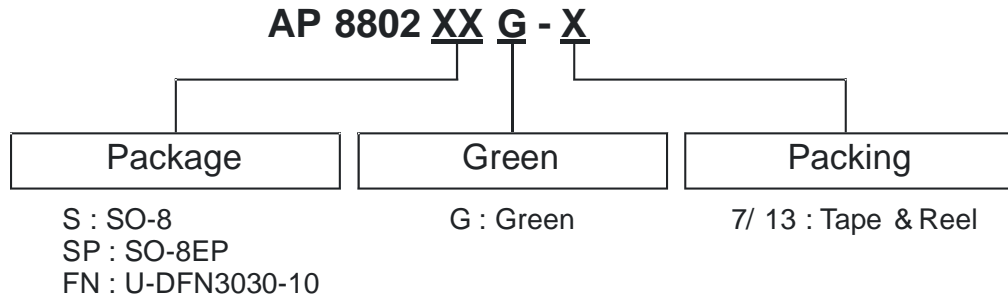 AP 8802 XX G - X
Package
Green
Packing
S : SO-8
G : Green
7/ 13 : Tape & Reel
SP : SO-8EP
FN : U-DFN3030-10